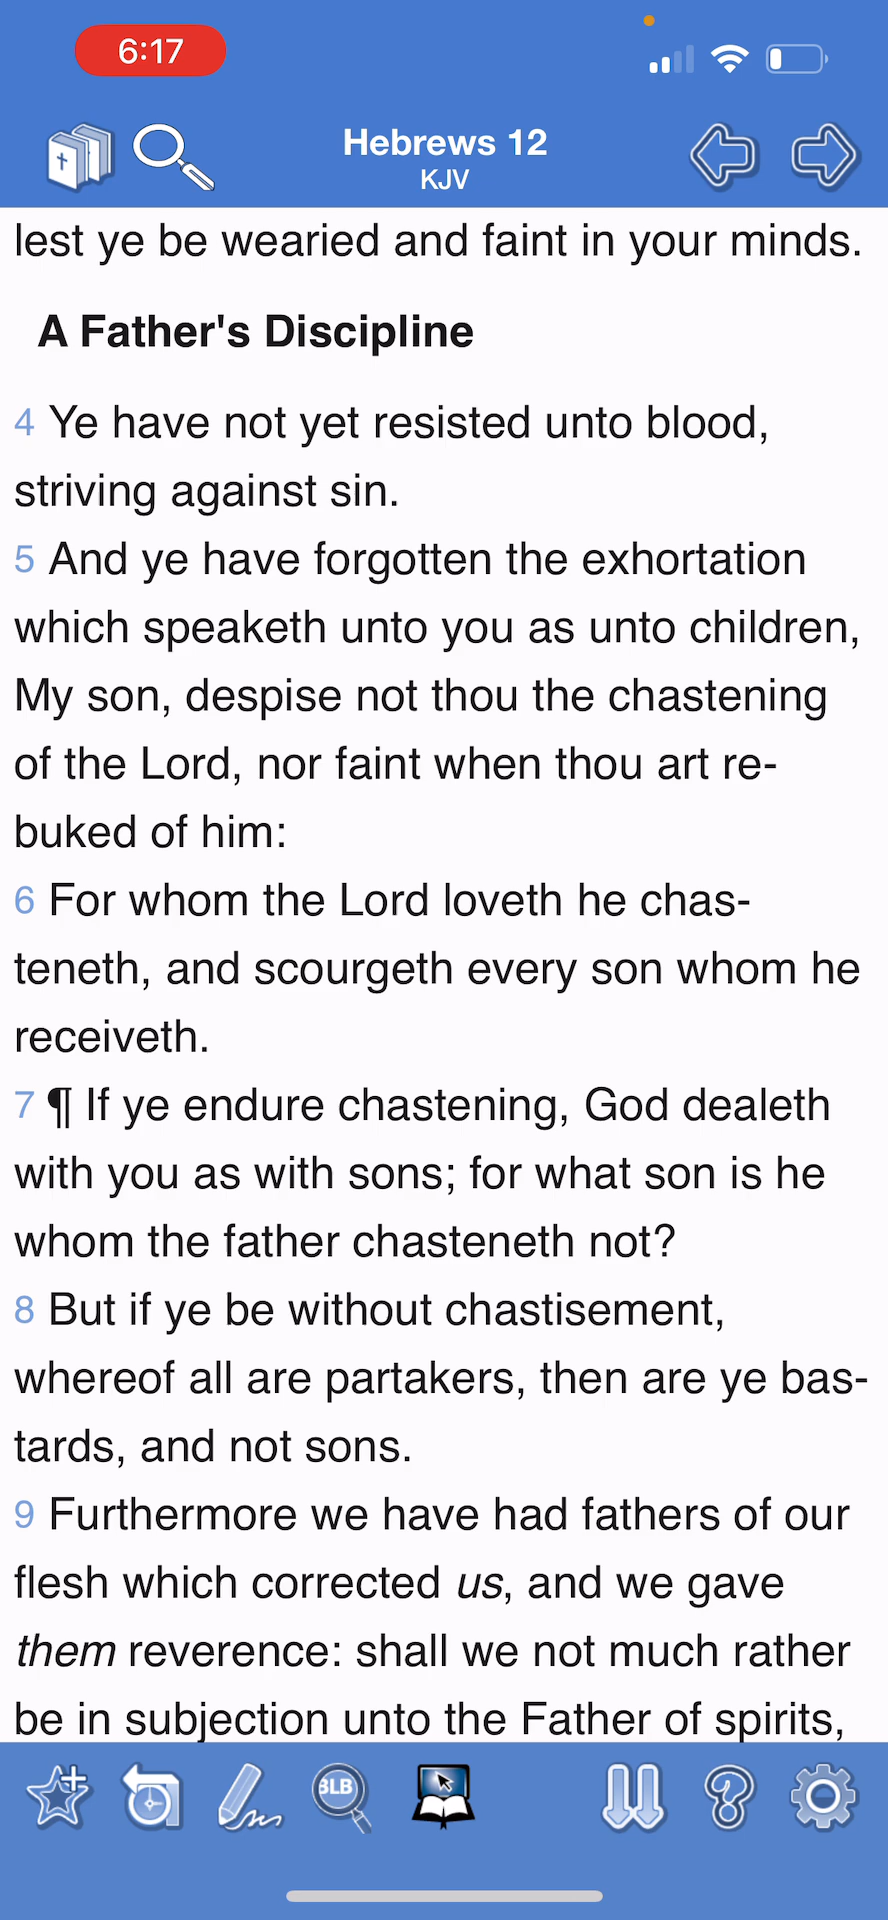 6:17
Hebrews 12
KJV
lest ye be wearied and faint in your minds.
A Father's Discipline
4 Ye have not yet resisted unto blood,
striving against sin.
5 And ye have forgotten the exhortation
which speaketh unto you as unto children,
My son, despise not thou the chastening
of the Lord, nor faint when thou art re-
buked of him:
6 For whom the Lord loveth he chas-
teneth, and scourgeth every son whom he
receiveth.
7 ¶ If ye endure chastening, God dealeth
with you as with sons; for what son is he
whom the father chasteneth not?
8 But if ye be without chastisement,
whereof all are partakers, then are ye bas-
tards, and not sons.
9 Furthermore we have had fathers of our
flesh which corrected us, and we gave
them reverence: shall we not much rather
be in subjection unto the Father of spirits,
BLB